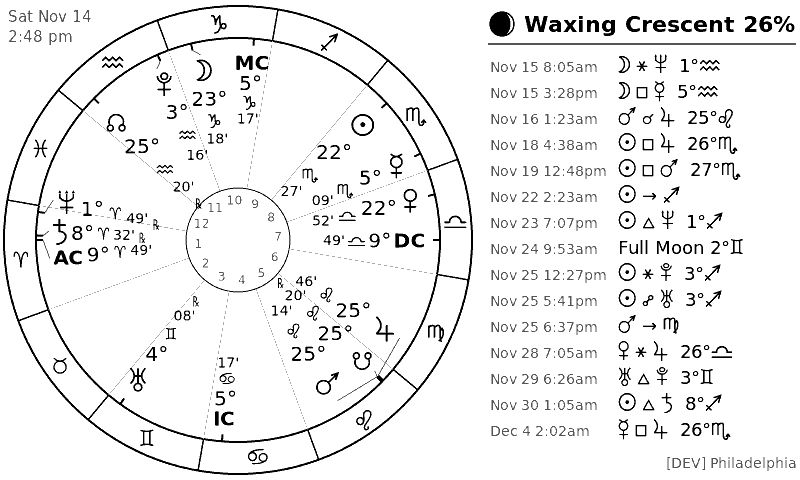 Sat Nov 14
2:48 pm
MC
5°
♑
17'
♇
3°
♒
16'
☽
23°
♑
18'
☊
25°
♒
20'
℞
☉
22°
♏
27'
☿
5°
♏
09'
♀
22°
♎
52'
♆ 1° ♈ 49' ℞
♄ 8° ♈ 32' ℞
AC 9° ♈ 49'
49' ♎ 9° DC
♅
4°
♊
08'
℞
17'
♋
5°
IC
♃
25°
♌
46'
☋
25°
♌
20'
℞
♂
25°
♌
14'
1
2
3
4
5
6
7
8
9
10
11
12
♑
♐
♏
♎
♍
♌
♋
♊
♉
♈
♓
♒
Waxing Crescent 26%
Nov 15 8:05am ☽ ⚹ ♆ 1°♒
Nov 15 3:28pm ☽ □ ☿ 5°♒
Nov 16 1:23am ♂ ☌ ♃ 25°♌
Nov 18 4:38am ☉ □ ♃ 26°♏
Nov 19 12:48pm ☉ □ ♂ 27°♏
Nov 22 2:23am ☉ → ♐
Nov 23 7:07pm ☉ △ ♆ 1°♐
Nov 24 9:53am Full Moon 2°♊
Nov 25 12:27pm ☉ ⚹ ♇ 3°♐
Nov 25 5:41pm ☉ ☍ ♅ 3°♐
Nov 25 6:37pm ♂ → ♍
Nov 28 7:05am ♀ ⚹ ♃ 26°♎
Nov 29 6:26am ♅ △ ♇ 3°♊
Nov 30 1:05am ☉ △ ♄ 8°♐
Dec 4 2:02am ☿ □ ♃ 26°♏
[DEV] Philadelphia